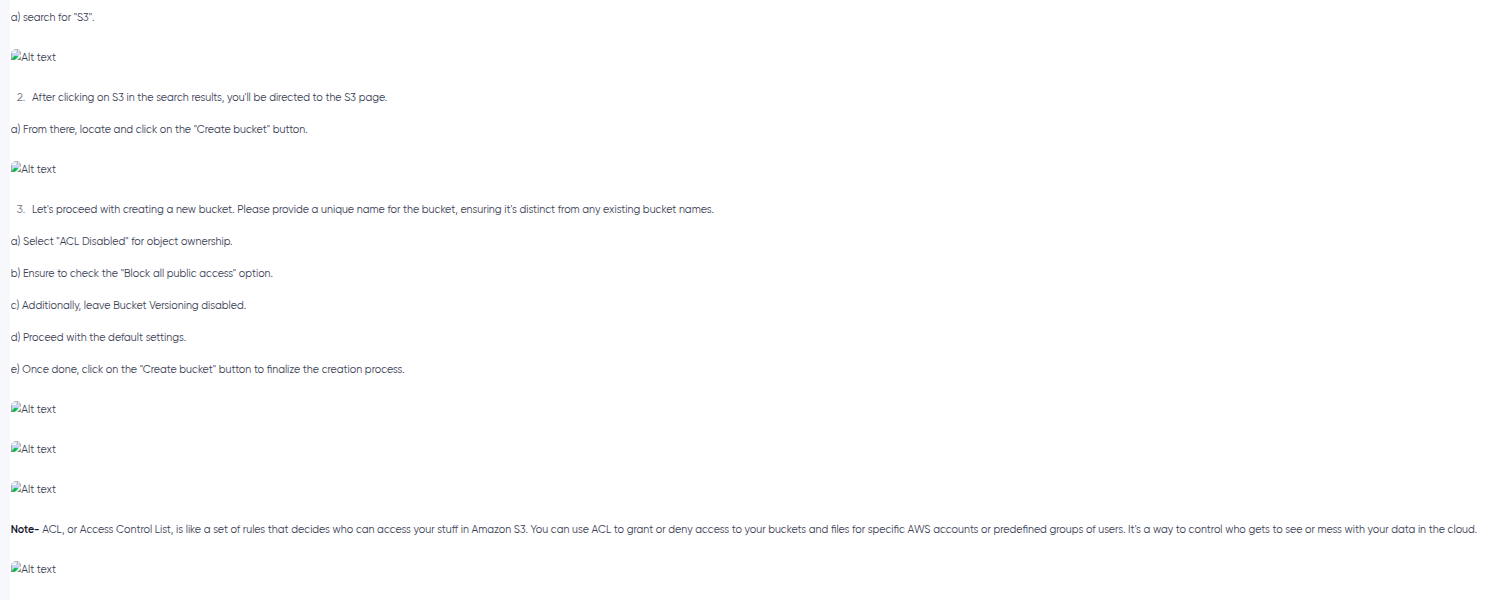 a) search for "S3".
Alt text
2. After clicking on S3 in the search results, you'll be directed to the S3 page.
a) From there, locate and click on the "Create bucket" button.
Alt text
3. Let's proceed with creating a new bucket. Please provide a unique name for the bucket, ensuring it's distinct from any existing bucket names.
a) Select "ACL Disabled" for object ownership.
b) Ensure to check the "Block all public access" option.
c) Additionally, leave Bucket Versioning disabled.
d) Proceed with the default settings.
e) Once done, click on the "Create bucket" button to finalize the creation process.
Alt text
Alt text
Alt text
Note- ACL, or Access Control List, is like a set of rules that decides who can access your stuff in Amazon S3. You can use ACL to grant or deny access to your buckets and files for specific AWS accounts or predefined groups of users. It's a way to control who gets to see or mess with your data in the cloud.
Alt text